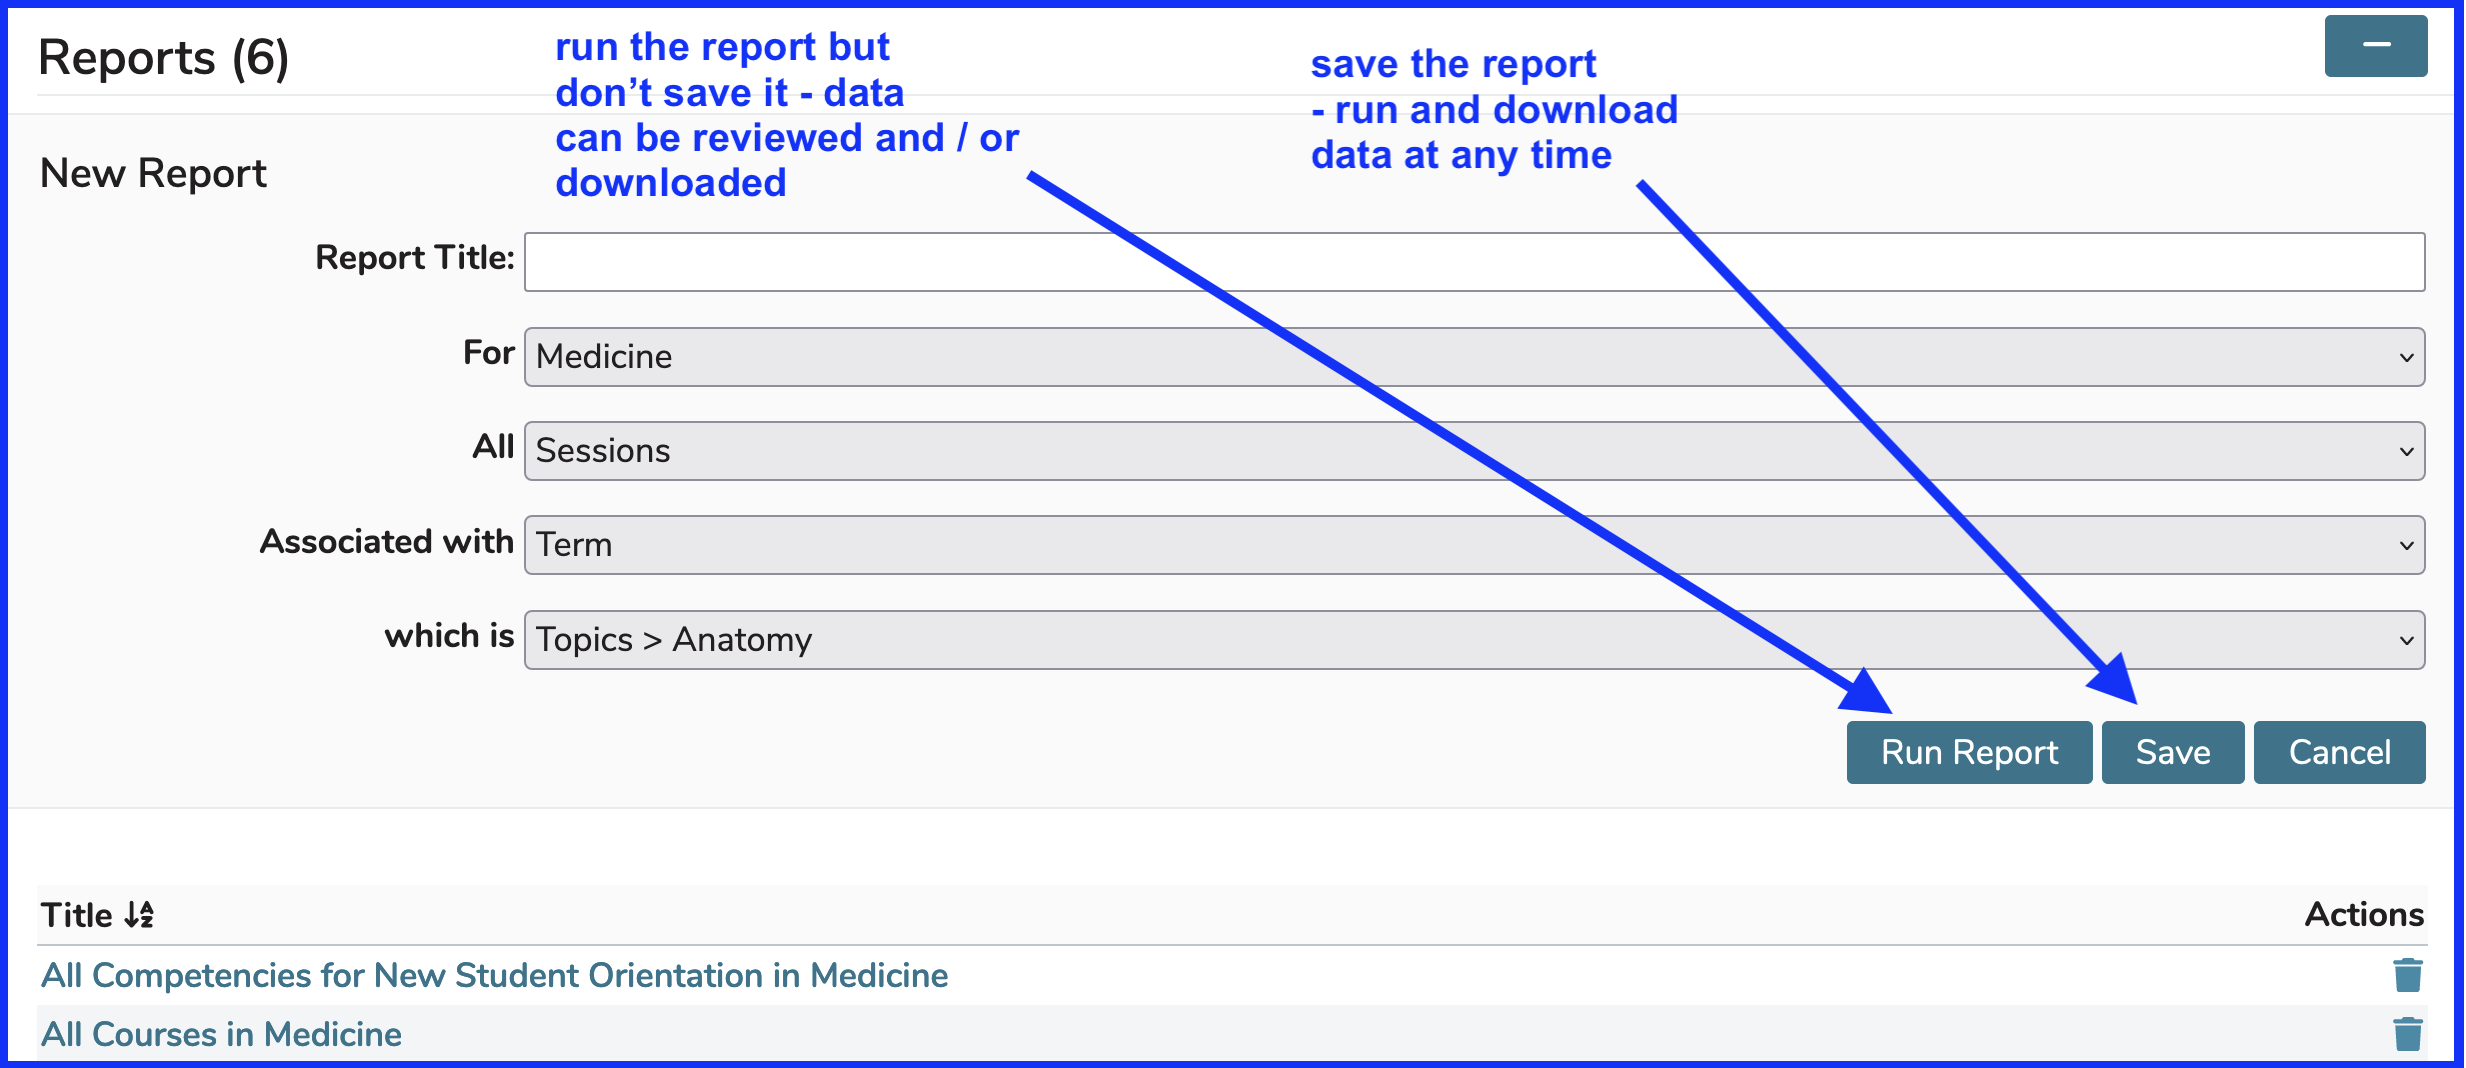 Reports (6)
run the report but
don’t save it - data
can be reviewed and / or
downloaded
save the report
- run and download
data at any time
New Report
Report Title:
For Medicine
All Sessions
Associated with Term
which is Topics > Anatomy
Run Report Save Cancel
Title Actions
All Competencies for New Student Orientation in Medicine
All Courses in Medicine